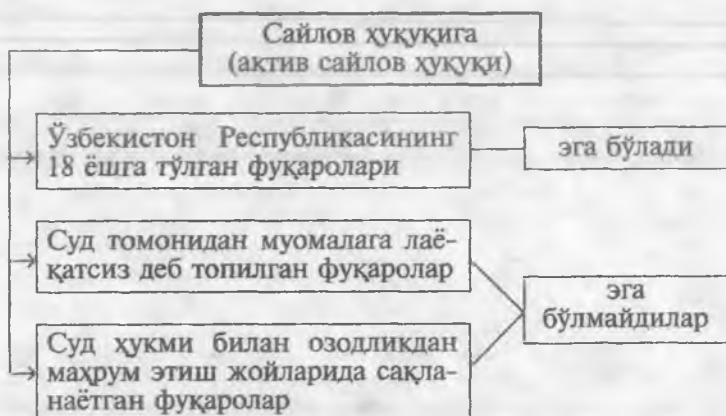 Сайлов ҳуқуқига
(актив сайлов ҳуқуқи)
Ўзбекистон Республикасининг
18 ёшга тўлган фуқаролари
эга бўлади
Суд томонидан муомалага лаё-
қатсиз деб топилган фуқаролар
эга
бўлмайдилар
Суд ҳукми билан озодликдан
маҳрум этиш жойларида сақла-
наётган фуқаролар